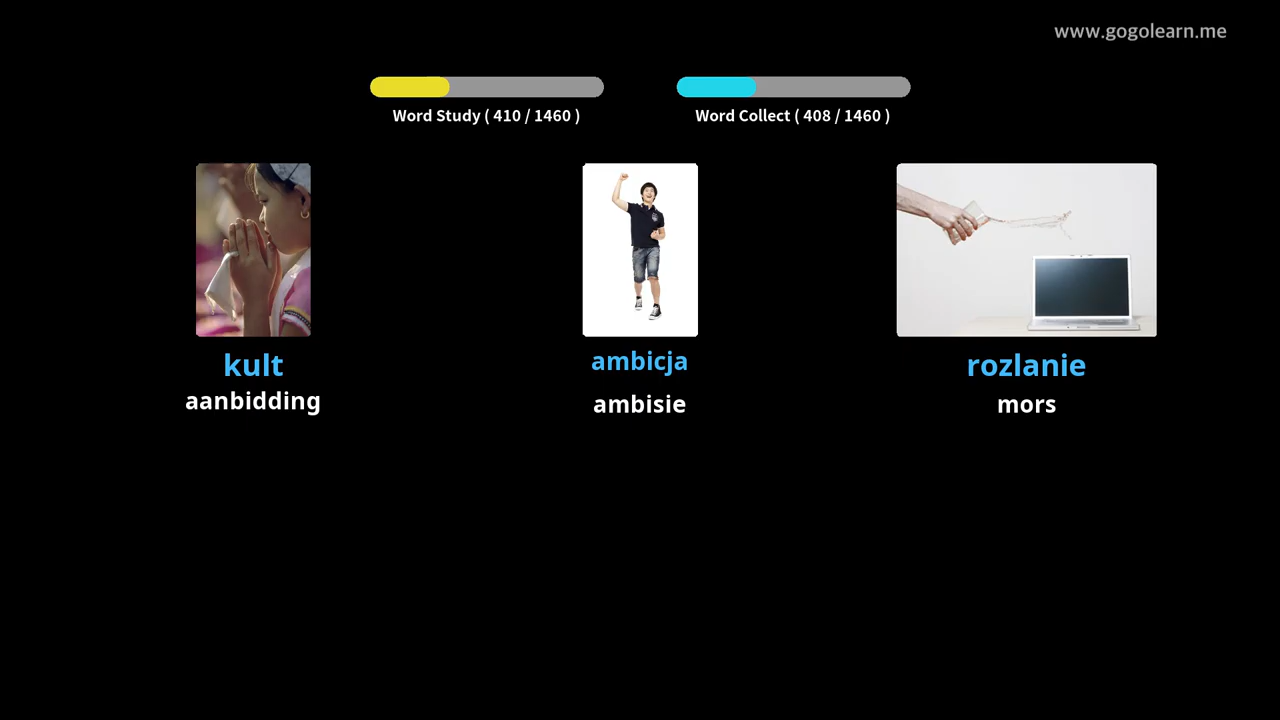 www.gogolearn.me
Word Study ( 410 / 1460 )
Word Collect ( 408 / 1460 )
kult
aanbidding
ambicja
ambisie
rozlanie
mors